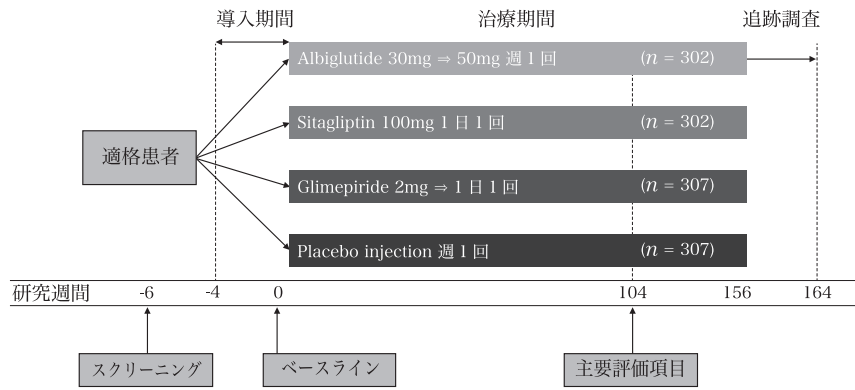 導入期間 治療期間 追跡調査
Albiglutide 30mg ⇒ 50mg 週1回 (n = 302)
Sitagliptin 100mg 1日1回 (n = 302)
適格患者
Glimepiride 2mg ⇒ 1日1回 (n = 307)
Placebo injection 週1回 (n = 307)
研究週間 -6 -4 0 104 156 164
スクリーニング ベースライン 主要評価項目